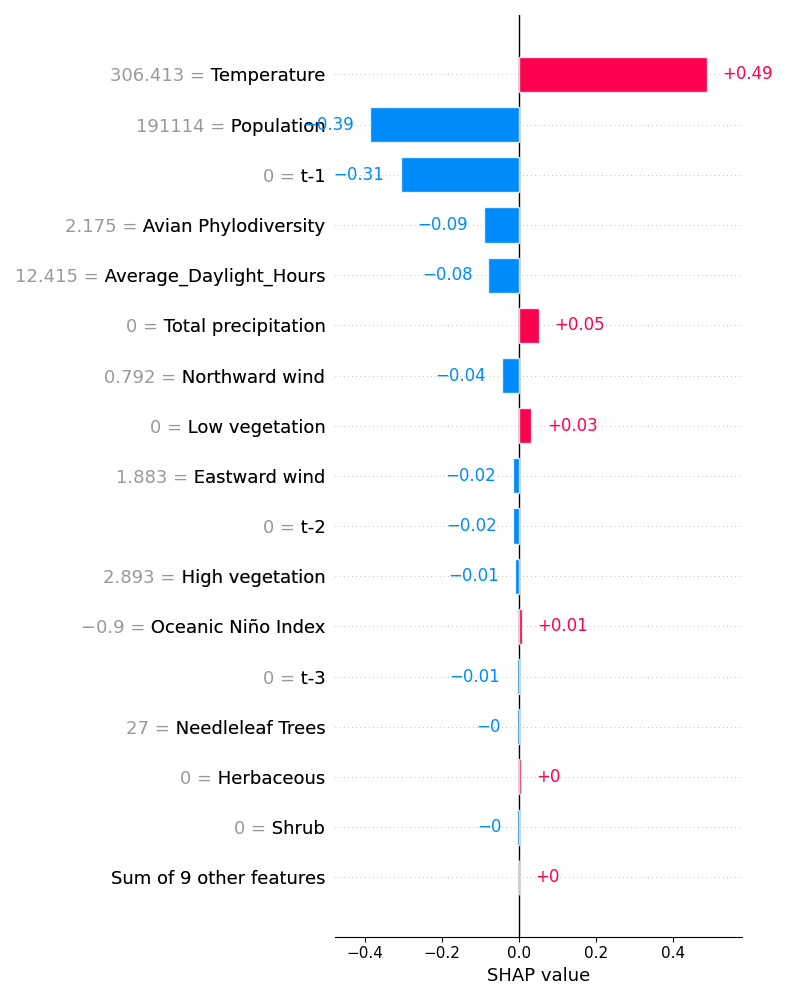 306.413 = Temperature +0.49
191114 = Population −0.39
0 = t-1 −0.31
2.175 = Avian Phylodiversity −0.09
12.415 = Average_Daylight_Hours −0.08
0 = Total precipitation +0.05
0.792 = Northward wind −0.04
0 = Low vegetation +0.03
1.883 = Eastward wind −0.02
0 = t-2 −0.02
2.893 = High vegetation −0.01
−0.9 = Oceanic Niño Index +0.01
0 = t-3 −0.01
27 = Needleleaf Trees −0
0 = Herbaceous +0
0 = Shrub −0
Sum of 9 other features +0
−0.4 −0.2 0.0 0.2 0.4
SHAP value